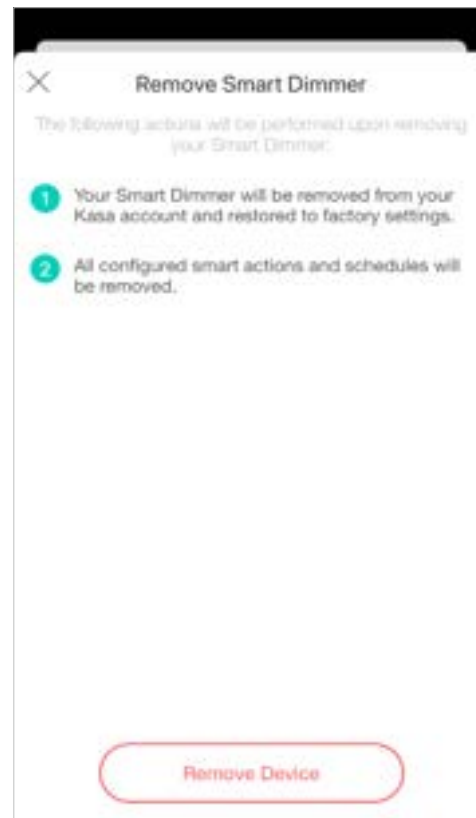 Remove Smart Dimmer
The following actions will be performed upon removing
your Smart Dimmer:
1
Your Smart Dimmer will be removed from your
Kasa account and restored to factory settings.
2
All configured smart actions and schedules will
be removed.
Remove Device